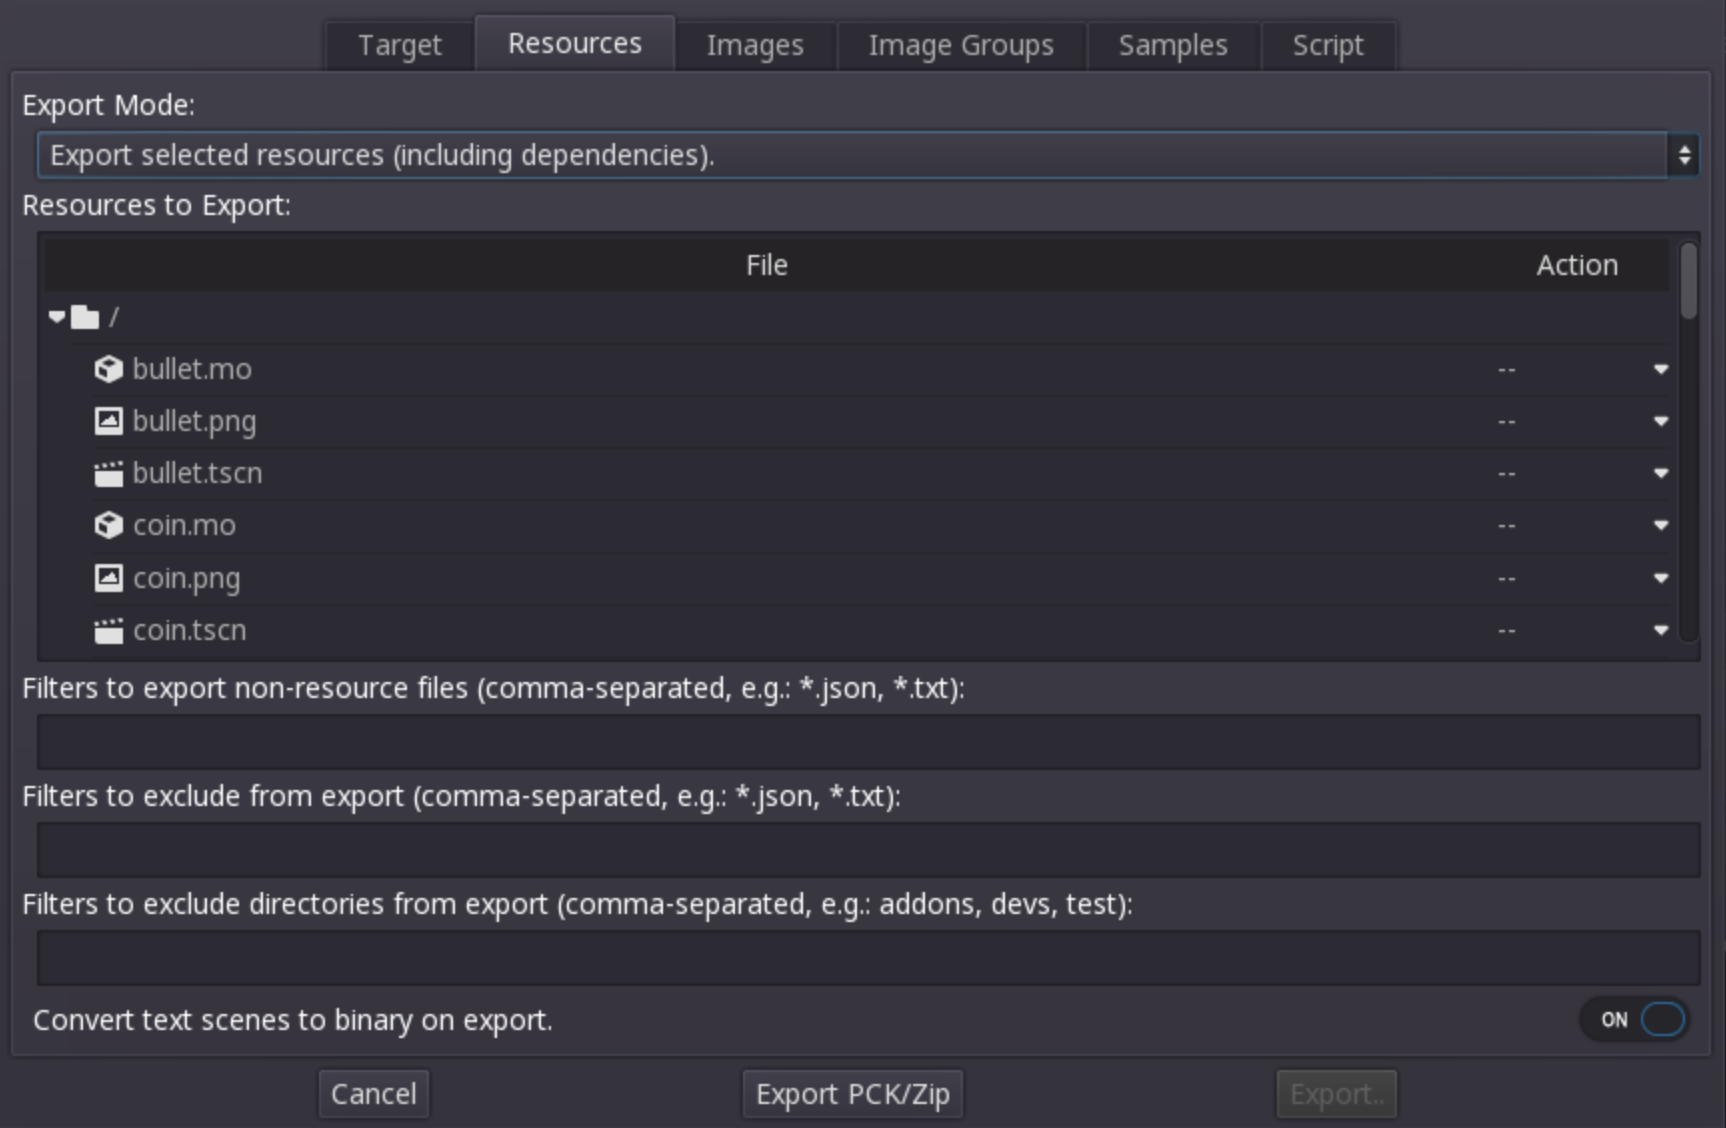 Target Resources Images Image Groups Samples Script
Export Mode:
Export selected resources (including dependencies).
Resources to Export:
File Action
/
bullet.mo --
bullet.png --
bullet.tscn --
coin.mo --
coin.png --
coin.tscn --
Filters to export non-resource files (comma-separated, e.g.: *.json, *.txt):
Filters to exclude from export (comma-separated, e.g.: *.json, *.txt):
Filters to exclude directories from export (comma-separated, e.g.: addons, devs, test):
Convert text scenes to binary on export. ON
Cancel Export PCK/Zip Export..